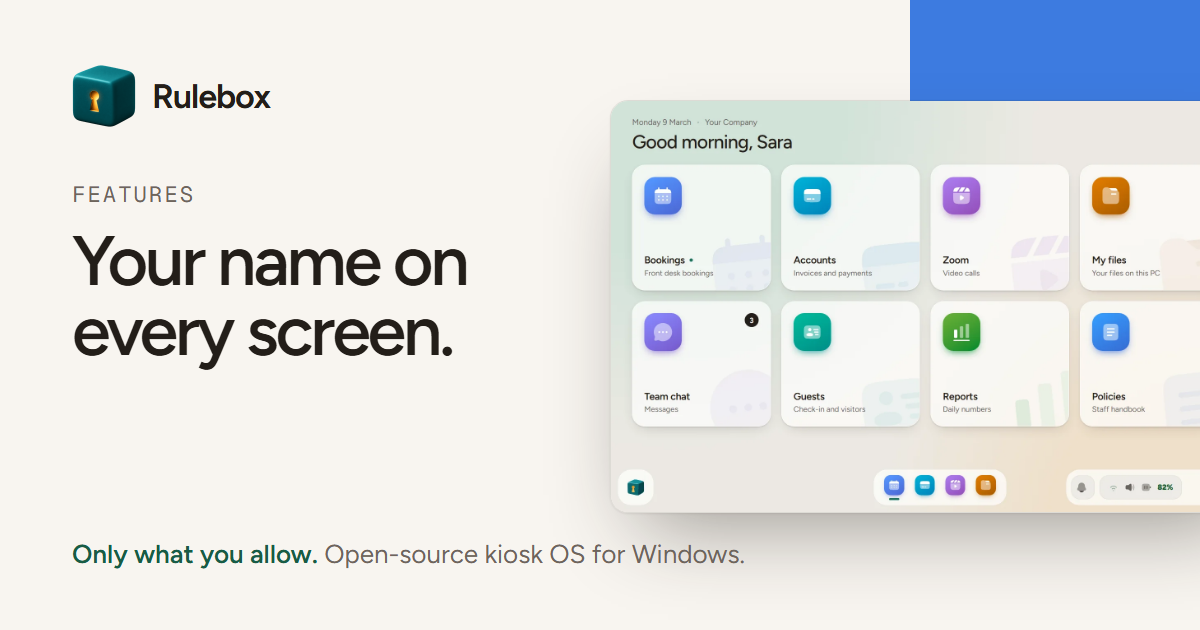 Rulebox
FEATURES
Your name on
every screen.
Monday 9 March · Your Company
Good morning, Sara
Bookings •
Front desk bookings
Accounts
Invoices and payments
Zoom
Video calls
My files
Your files on this PC
3
Team chat
Messages
Guests
Check-in and visitors
Reports
Daily numbers
Policies
Staff handbook
82%
Only what you allow. Open-source kiosk OS for Windows.